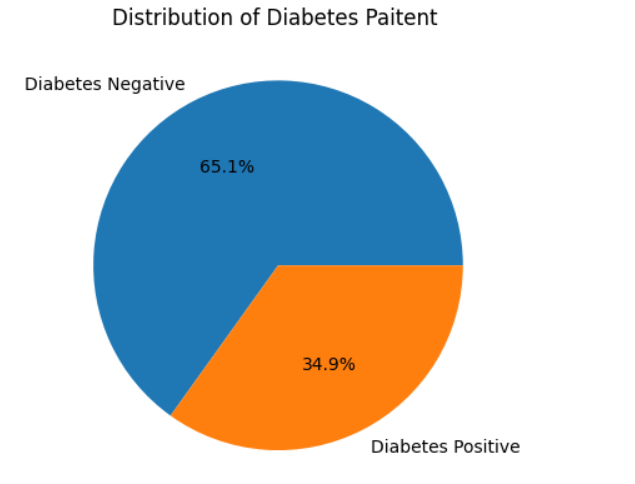 Distribution of Diabetes Paitent
Diabetes Negative
65.1%
34.9%
Diabetes Positive